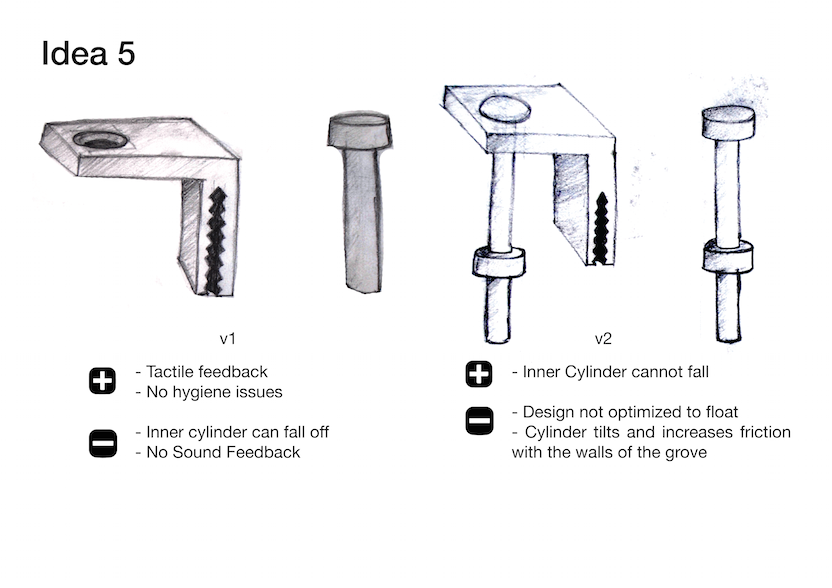 Idea 5
v1
- Tactile feedback
- No hygiene issues
- Inner cylinder can fall off
- No Sound Feedback
v2
- Inner Cylinder cannot fall
- Design not optimized to float
- Cylinder tilts and increases friction
with the walls of the grove